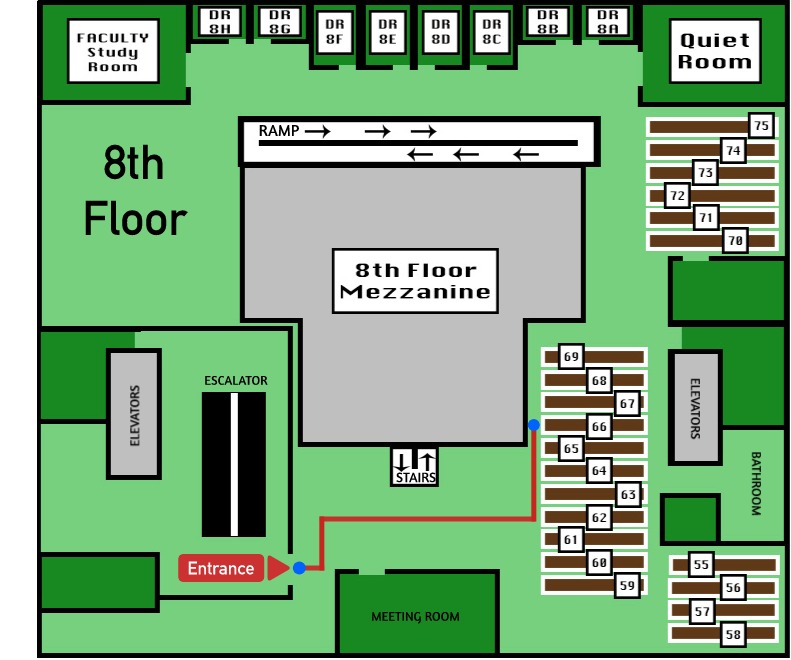 FACULTY
Study
Room
DR
8H
DR
8G
DR
8F
DR
8E
DR
8D
DR
8C
DR
8B
DR
8A
Quiet
Room
8th
Floor
RAMP
75
74
73
72
71
70
8th Floor
Mezzanine
69
68
67
66
65
64
63
62
61
60
59
ELEVATORS
ESCALATOR
STAIRS
ELEVATORS
BATHROOM
Entrance
MEETING ROOM
55
56
57
58